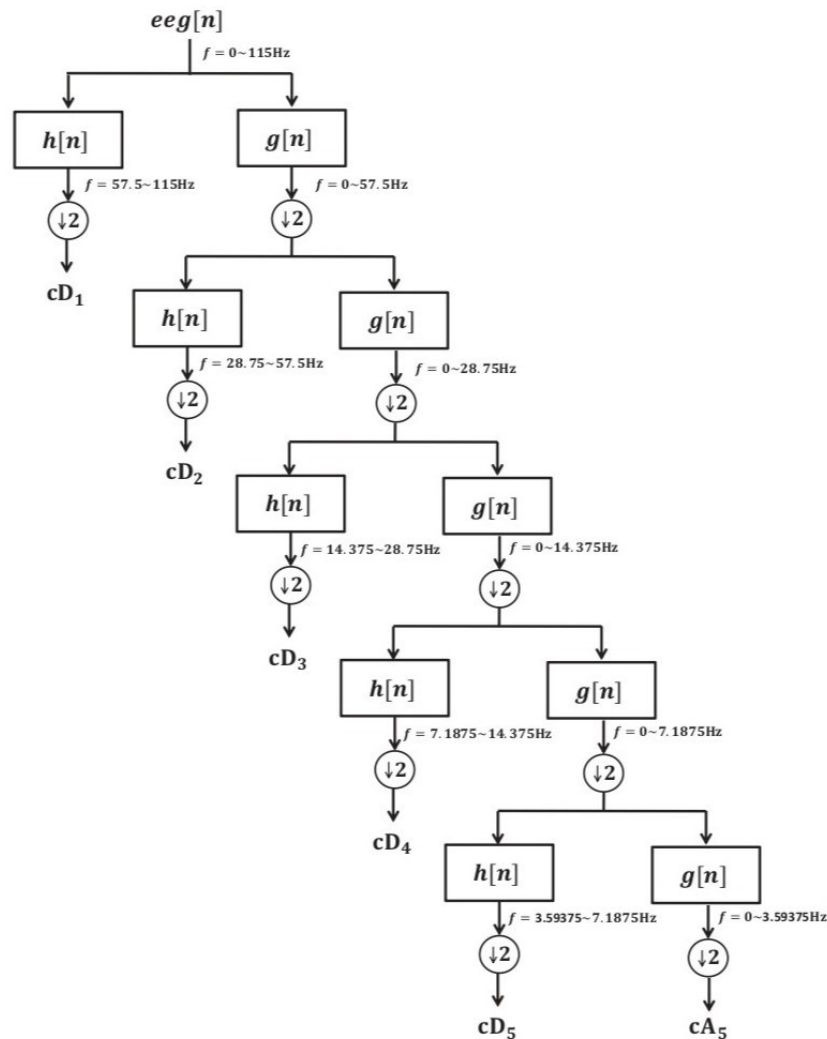 eeg[n]
f = 0~115Hz
h[n]
g[n]
f = 57.5~115Hz
f = 0~57.5Hz
↓2
↓2
cD₁
h[n]
g[n]
f = 28.75~57.5Hz
f = 0~28.75Hz
↓2
↓2
cD₂
h[n]
g[n]
f = 14.375~28.75Hz
f = 0~14.375Hz
↓2
↓2
cD₃
h[n]
g[n]
f = 7.1875~14.375Hz
f = 0~7.1875Hz
↓2
↓2
cD₄
h[n]
g[n]
f = 3.59375~7.1875Hz
f = 0~3.59375Hz
↓2
↓2
cD₅
cA₅